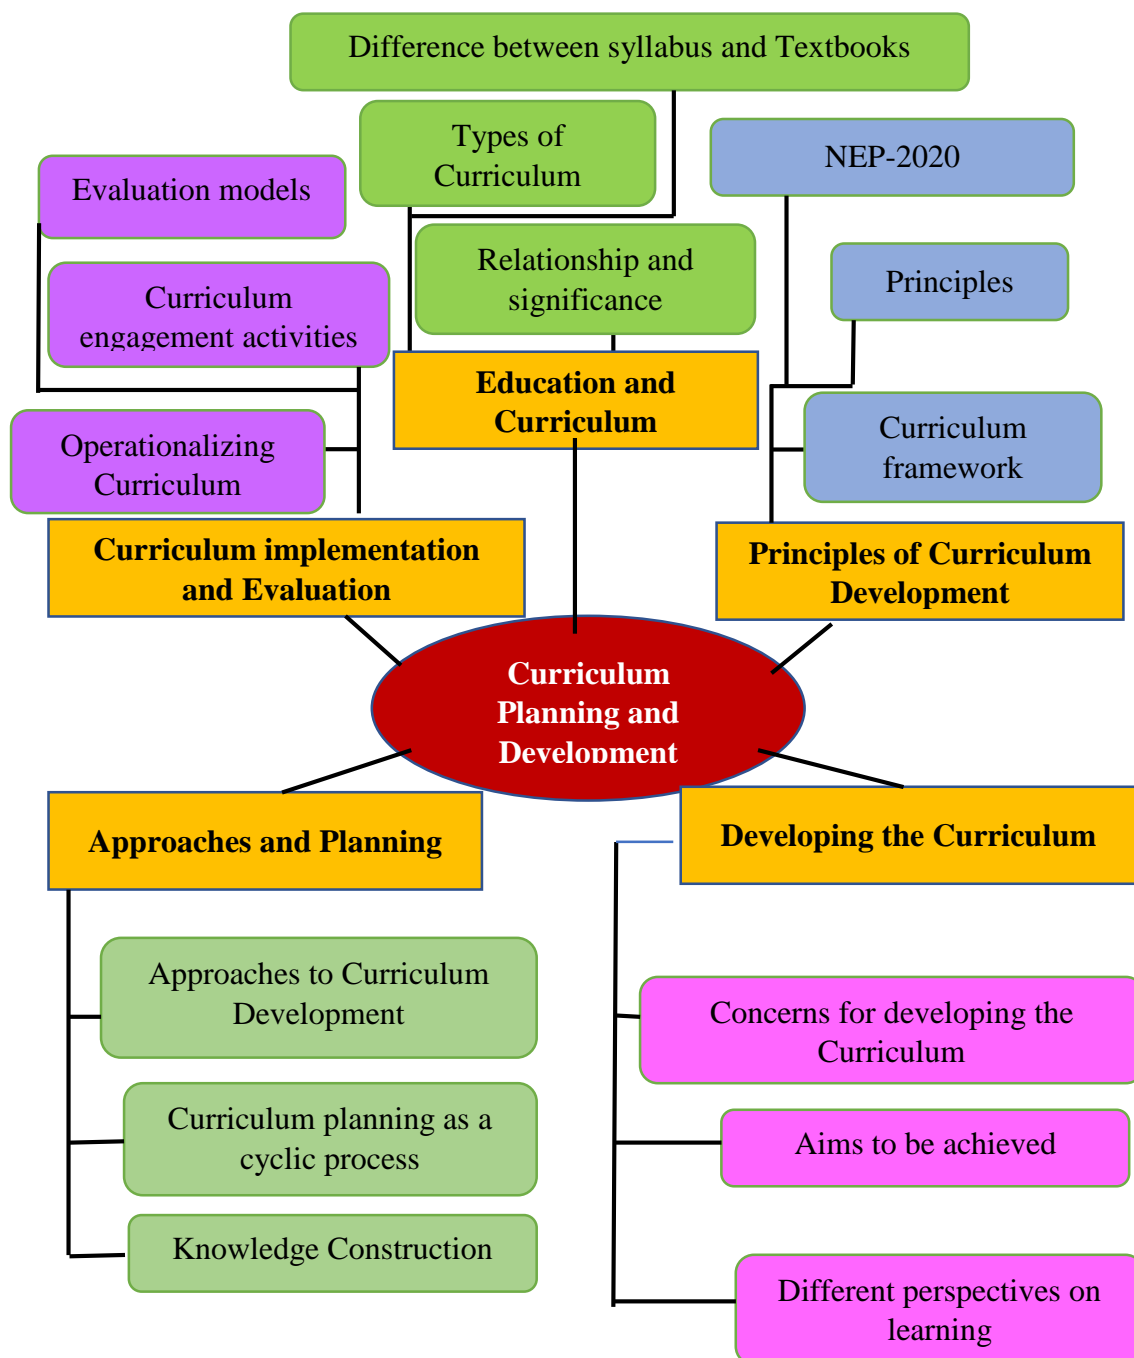 Difference between syllabus and Textbooks
Types of
Curriculum
NEP-2020
Evaluation models
Relationship and
significance
Principles
Curriculum
engagement activities
Education and
Curriculum
Curriculum
framework
Operationalizing
Curriculum
Curriculum implementation
and Evaluation
Principles of Curriculum
Development
Curriculum
Planning and
Development
Approaches and Planning
Developing the Curriculum
Approaches to Curriculum
Development
Concerns for developing the
Curriculum
Curriculum planning as a
cyclic process
Aims to be achieved
Knowledge Construction
Different perspectives on
learning